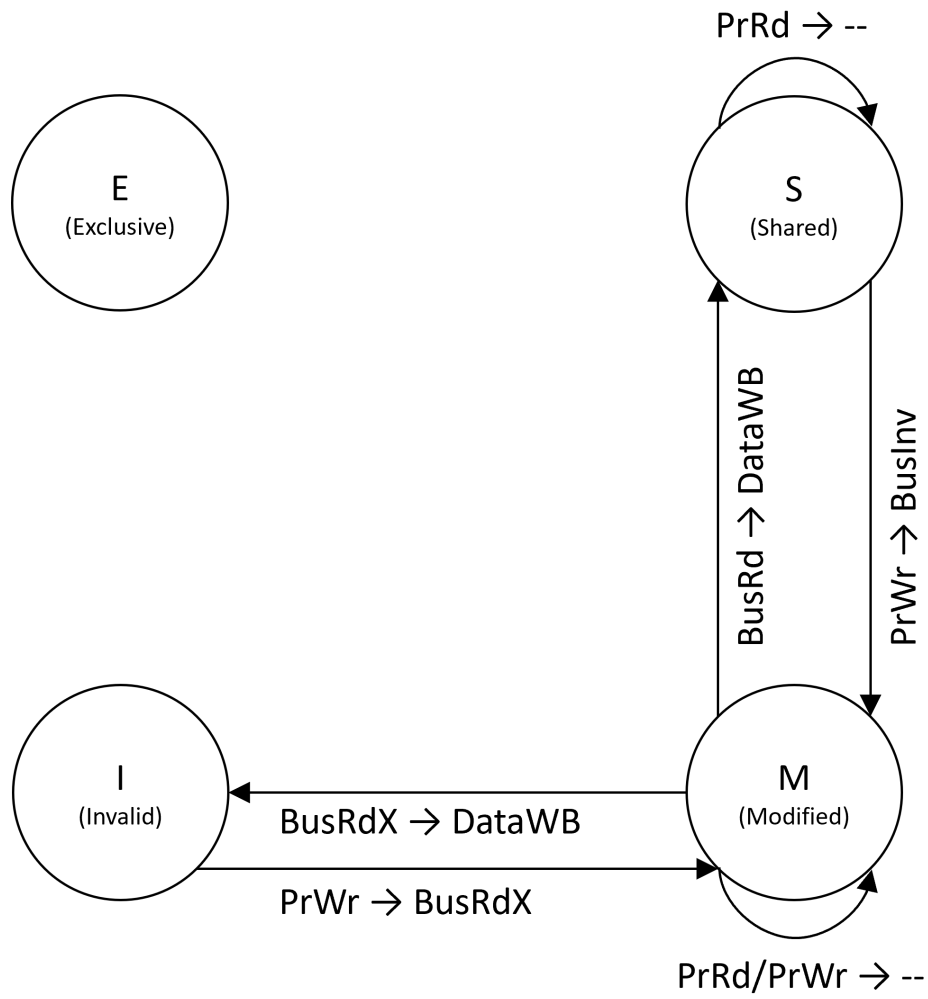 PrRd → --
E
(Exclusive)
S
(Shared)
BusRd → DataWB
PrWr → BusInv
I
(Invalid)
M
(Modified)
BusRdX → DataWB
PrWr → BusRdX
PrRd/PrWr → --